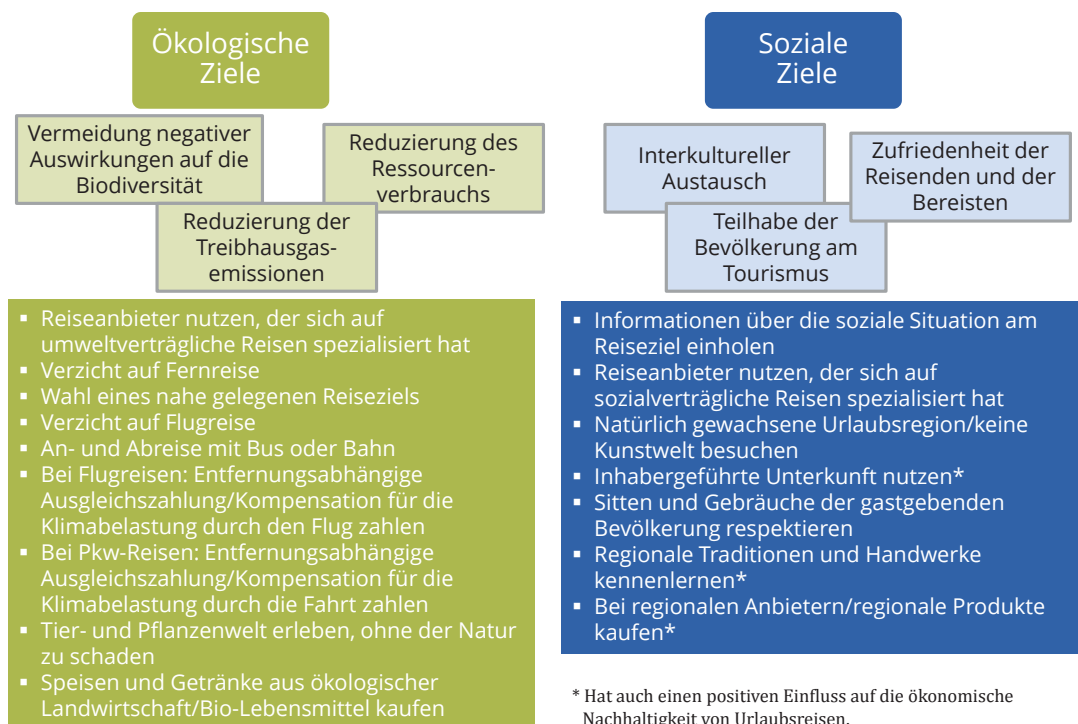 Ökologische
Ziele
Vermeidung negativer
Auswirkungen auf die
Biodiversität
Reduzierung des
Ressourcen-
verbrauchs
Reduzierung der
Treibhausgas-
emissionen
▪ Reiseanbieter nutzen, der sich auf
umweltverträgliche Reisen spezialisiert hat
▪ Verzicht auf Fernreise
▪ Wahl eines nahe gelegenen Reiseziels
▪ Verzicht auf Flugreise
▪ An- und Abreise mit Bus oder Bahn
▪ Bei Flugreisen: Entfernungsabhängige
Ausgleichszahlung/Kompensation für die
Klimabelastung durch den Flug zahlen
▪ Bei Pkw-Reisen: Entfernungsabhängige
Ausgleichszahlung/Kompensation für die
Klimabelastung durch die Fahrt zahlen
▪ Tier- und Pflanzenwelt erleben, ohne der Natur
zu schaden
▪ Speisen und Getränke aus ökologischer
Landwirtschaft/Bio-Lebensmittel kaufen
Soziale
Ziele
Interkultureller
Austausch
Zufriedenheit der
Reisenden und der
Bereisten
Teilhabe der
Bevölkerung am
Tourismus
▪ Informationen über die soziale Situation am
Reiseziel einholen
▪ Reiseanbieter nutzen, der sich auf
sozialverträgliche Reisen spezialisiert hat
▪ Natürlich gewachsene Urlaubsregion/keine
Kunstwelt besuchen
▪ Inhabergeführte Unterkunft nutzen*
▪ Sitten und Gebräuche der gastgebenden
Bevölkerung respektieren
▪ Regionale Traditionen und Handwerke
kennenlernen*
▪ Bei regionalen Anbietern/regionale Produkte
kaufen*
* Hat auch einen positiven Einfluss auf die ökonomische
Nachhaltigkeit von Urlaubsreisen.